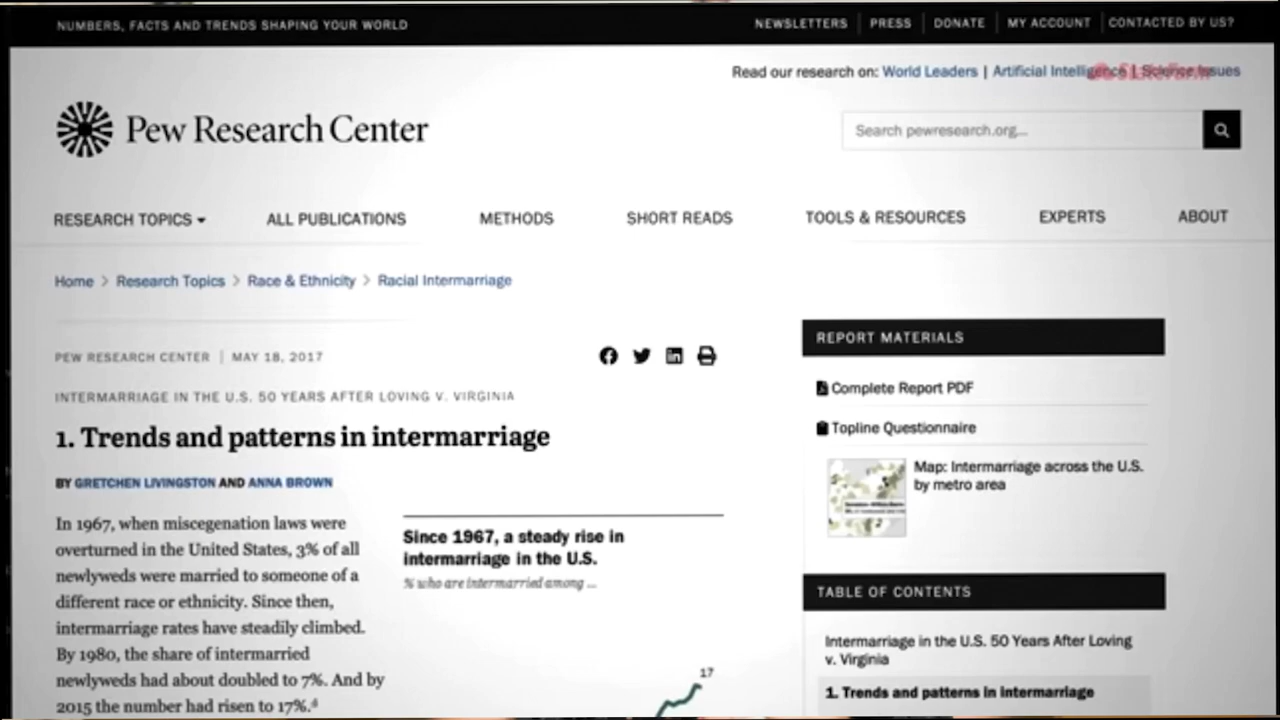 NUMBERS, FACTS AND TRENDS SHAPING YOUR WORLD
NEWSLETTERS | PRESS | DONATE | MY ACCOUNT | CONTACTED BY US?
Read our research on: World Leaders | Artificial Intelligence | Science Issues
Pew Research Center
Search pewresearch.org...
RESEARCH TOPICS
ALL PUBLICATIONS
METHODS
SHORT READS
TOOLS & RESOURCES
EXPERTS
ABOUT
Home > Research Topics > Race & Ethnicity > Racial Intermarriage
PEW RESEARCH CENTER | MAY 18, 2017
INTERMARRIAGE IN THE U.S. 50 YEARS AFTER LOVING V. VIRGINIA
1. Trends and patterns in intermarriage
BY GRETCHEN LIVINGSTON AND ANNA BROWN
In 1967, when miscegenation laws were
overturned in the United States, 3% of all
newlyweds were married to someone of a
different race or ethnicity. Since then,
intermarriage rates have steadily climbed.
By 1980, the share of intermarried
newlyweds had about doubled to 7%. And by
2015 the number had risen to 17%.⁴
Since 1967, a steady rise in
intermarriage in the U.S.
% who are intermarried among ...
17
REPORT MATERIALS
Complete Report PDF
Topline Questionnaire
Map: Intermarriage across the U.S.
by metro area
TABLE OF CONTENTS
Intermarriage in the U.S. 50 Years After Loving
v. Virginia
1. Trends and patterns in intermarriage